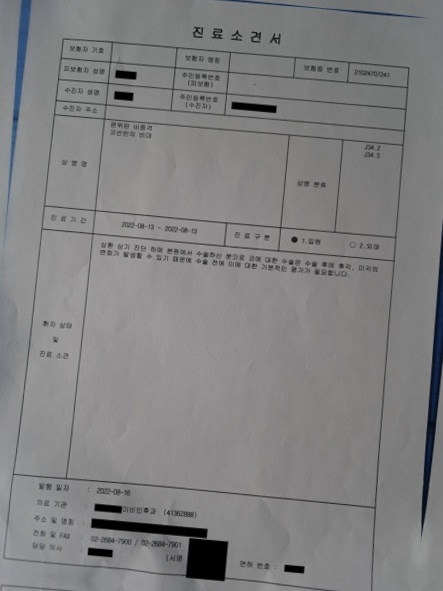 진료소견서
보험자 기호
보험자 명칭
보험증 번호
피보험자 성명
주민등록번호
(피보험)
-
수진자 성명
주민등록번호
(수진자)
수진자 주소
상 병 명
편위된 비중격
코선반의 비대
상병 분류
J34.2
J34.3
진 료 기 간
2022-08-13 ~ 2022-08-13
진 료 구 분
● 1.입원
○ 2.외래
환자 상태
및
진료 소견
상환 상기 진단 하에 본원에서 수술하신 분으로 코에 대한 수술은 수술 후에 후각, 미각의
변화가 발생할 수 있기 때문에 수술 전에 이에 대한 기본적인 평가가 필요합니다.
발행 일자 : 2022-08-16
의료 기관 : 이비인후과 (41362888)
주소 및 명칭 :
전화 및 FAX : 02-2684-7900 / 02-2684-7901
담당 의사 :
(서명
면허 번호 :